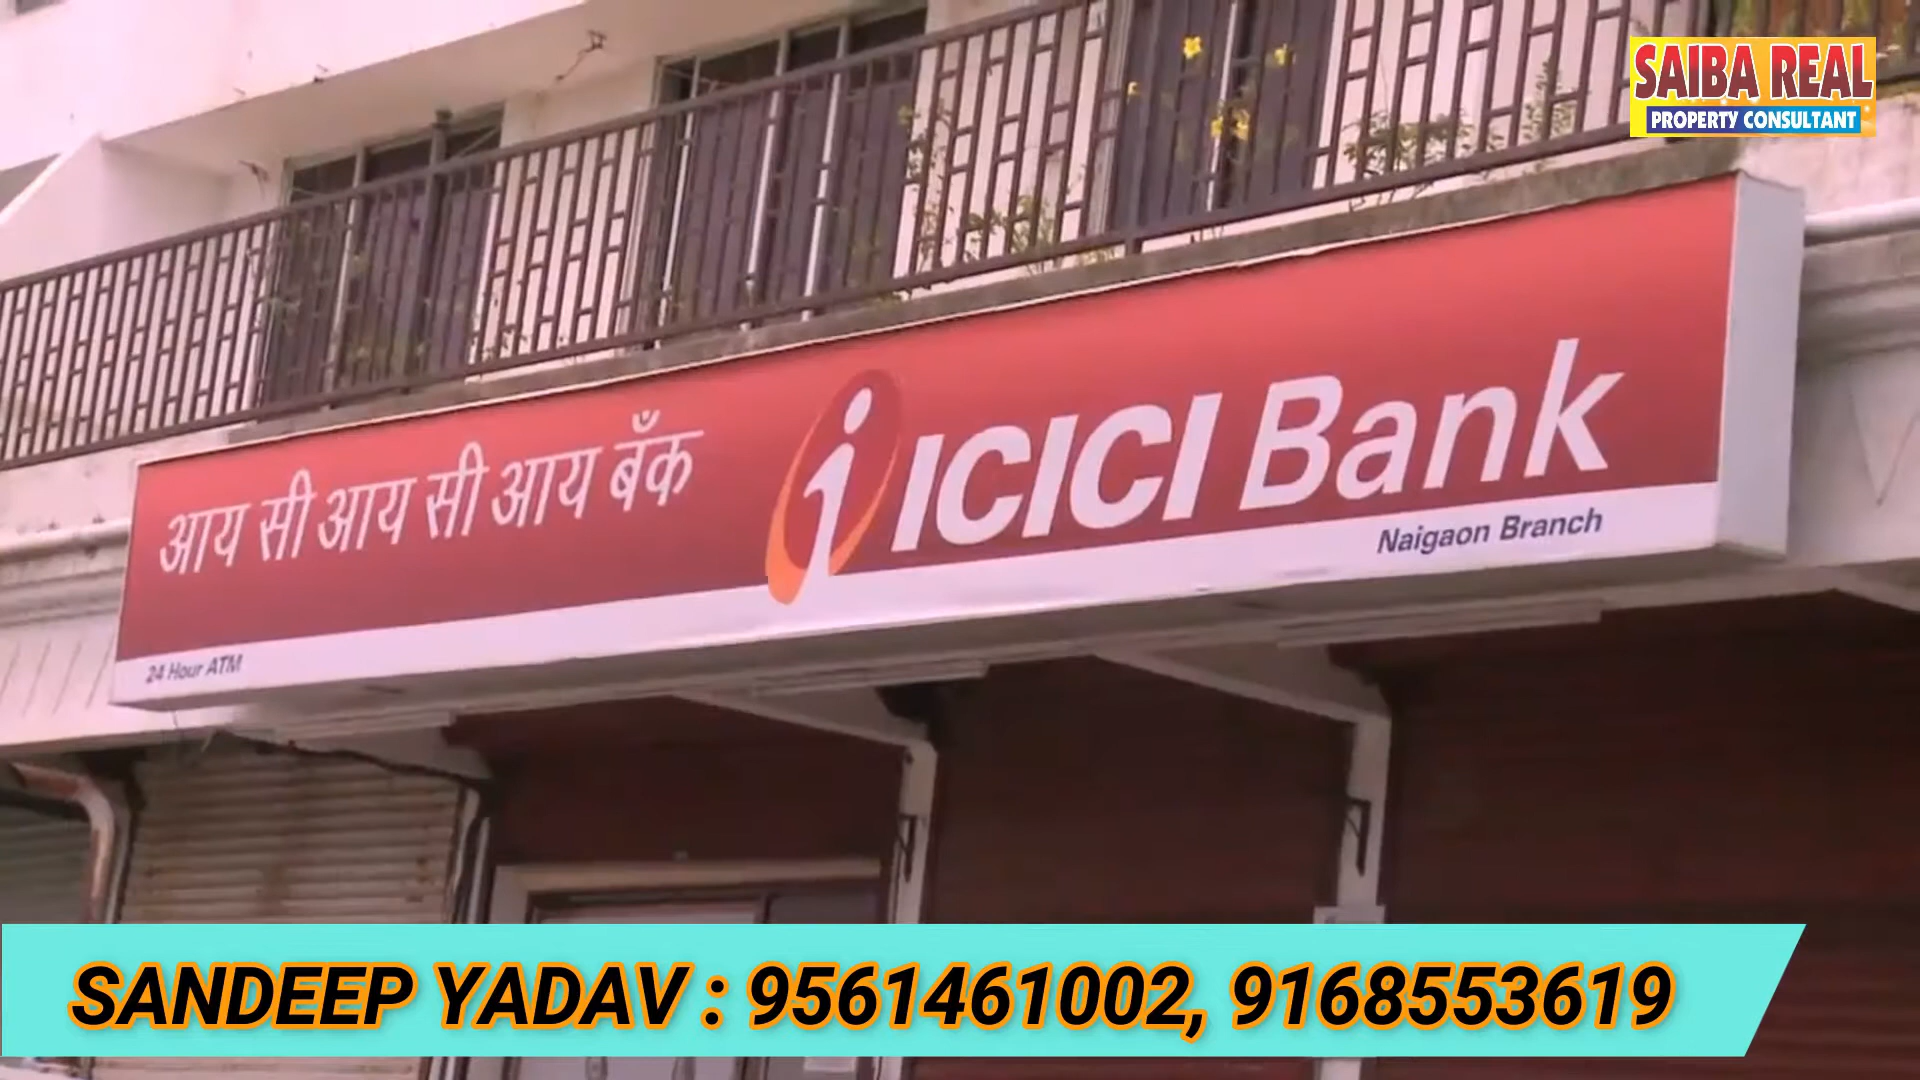 SAIBA REAL
PROPERTY CONSULTANT
आय सी आय सी आय बँक
ICICI Bank
Naigaon Branch
24 Hour ATM
SANDEEP YADAV : 9561461002, 9168553619